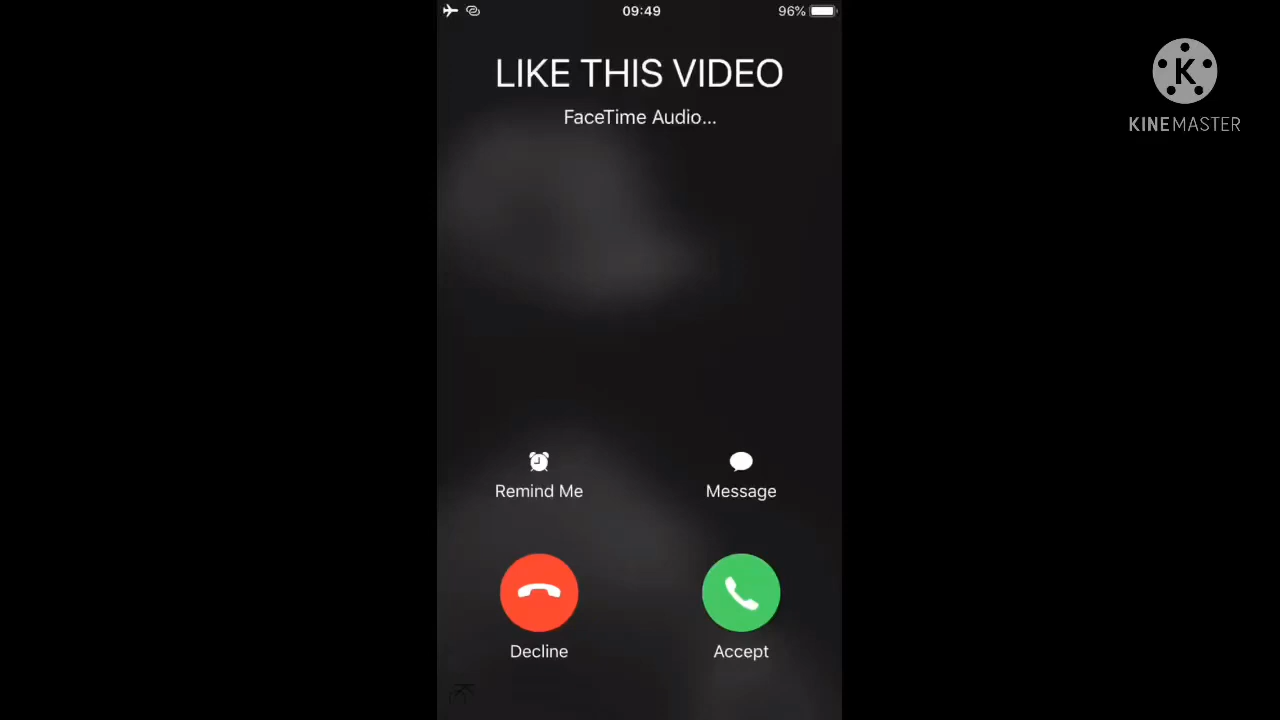 09:49
96%
LIKE THIS VIDEO
FaceTime Audio...
K
KINEMASTER
Remind Me
Message
Decline
Accept